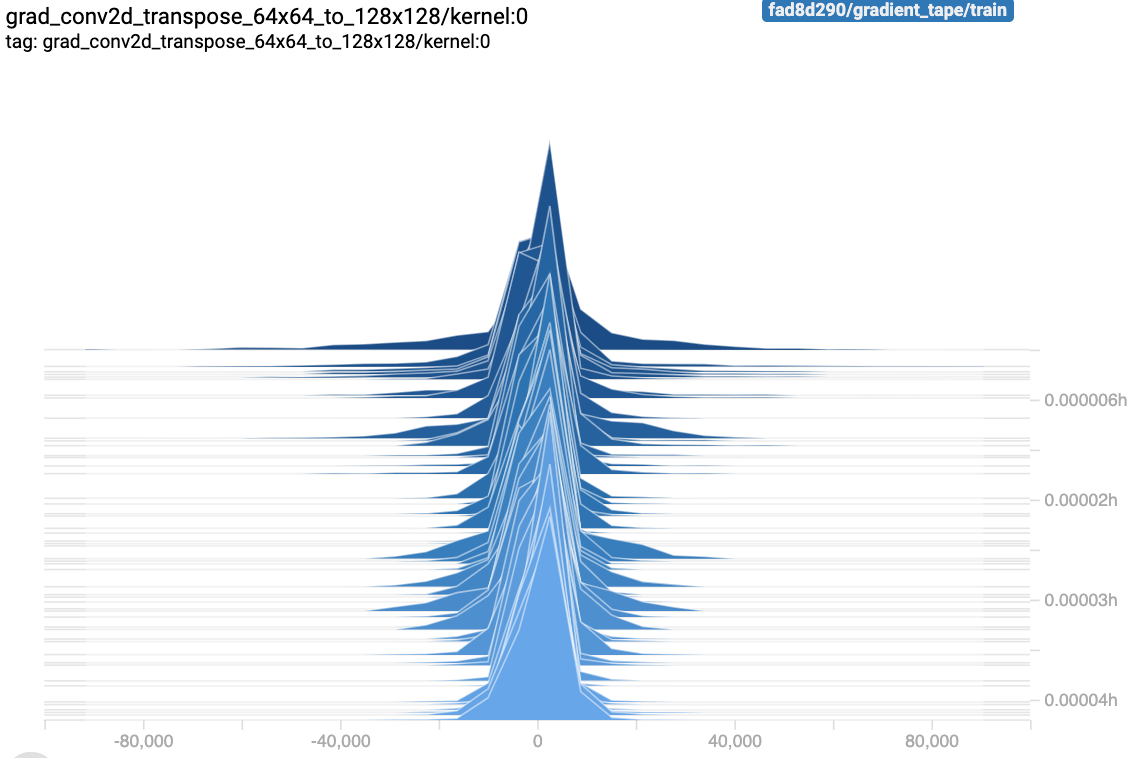 grad_conv2d_transpose_64x64_to_128x128/kernel:0
fad8d290/gradient_tape/train
tag: grad_conv2d_transpose_64x64_to_128x128/kernel:0
0.000006h
0.00002h
0.00003h
0.00004h
-80,000
-40,000
0
40,000
80,000